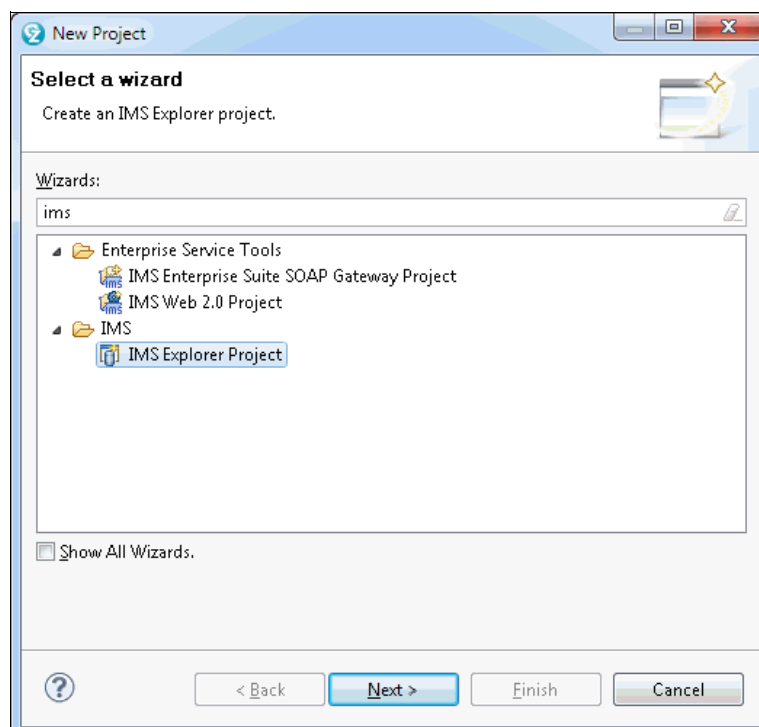 New Project
Select a wizard
Create an IMS Explorer project.
Wizards:
ims
Enterprise Service Tools
IMS Enterprise Suite SOAP Gateway Project
IMS Web 2.0 Project
IMS
IMS Explorer Project
Show All Wizards.
? < Back Next > Finish Cancel